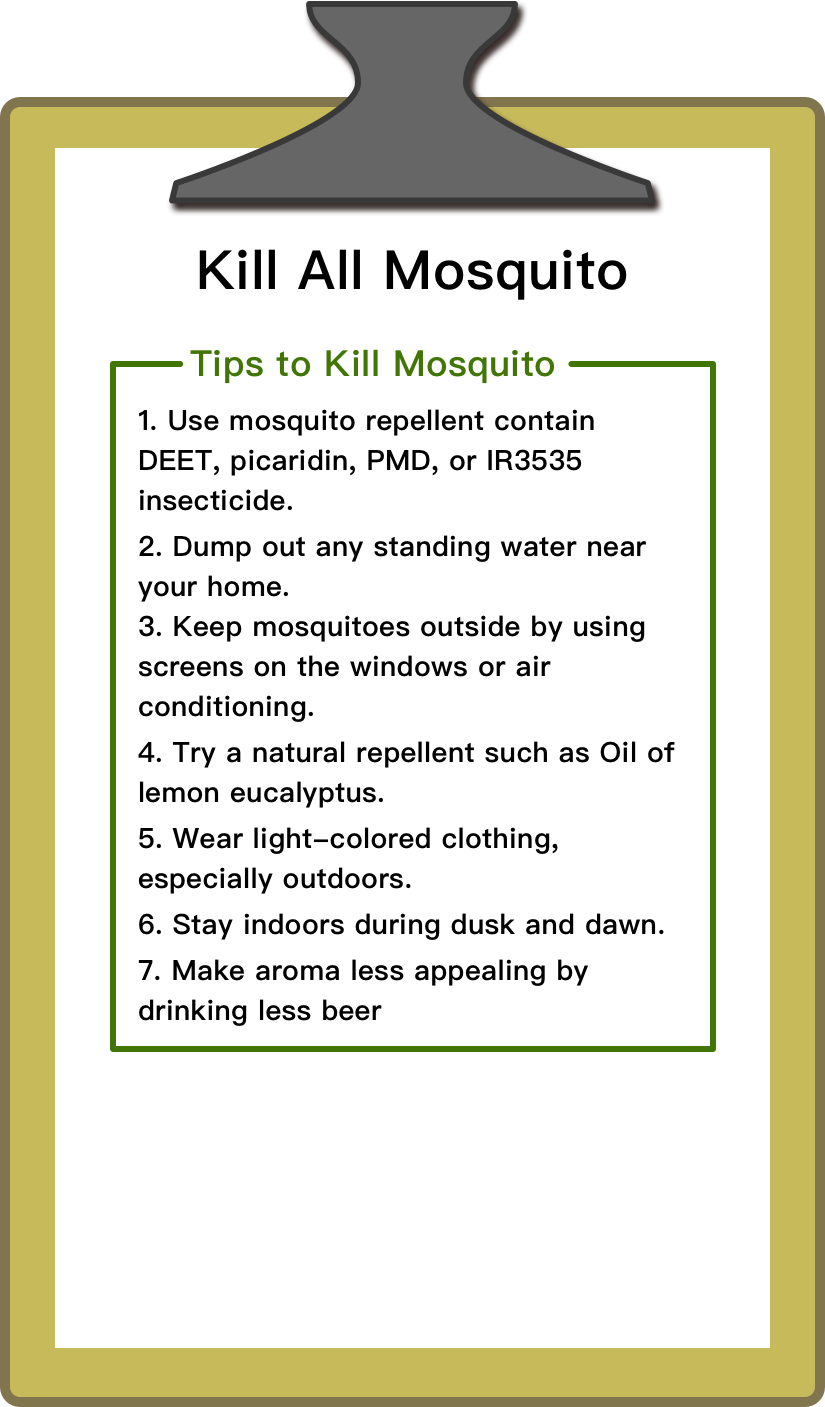 Kill All Mosquito
Tips to Kill Mosquito
1. Use mosquito repellent contain
DEET, picaridin, PMD, or IR3535
insecticide.
2. Dump out any standing water near
your home.
3. Keep mosquitoes outside by using
screens on the windows or air
conditioning.
4. Try a natural repellent such as Oil of
lemon eucalyptus.
5. Wear light-colored clothing,
especially outdoors.
6. Stay indoors during dusk and dawn.
7. Make aroma less appealing by
drinking less beer